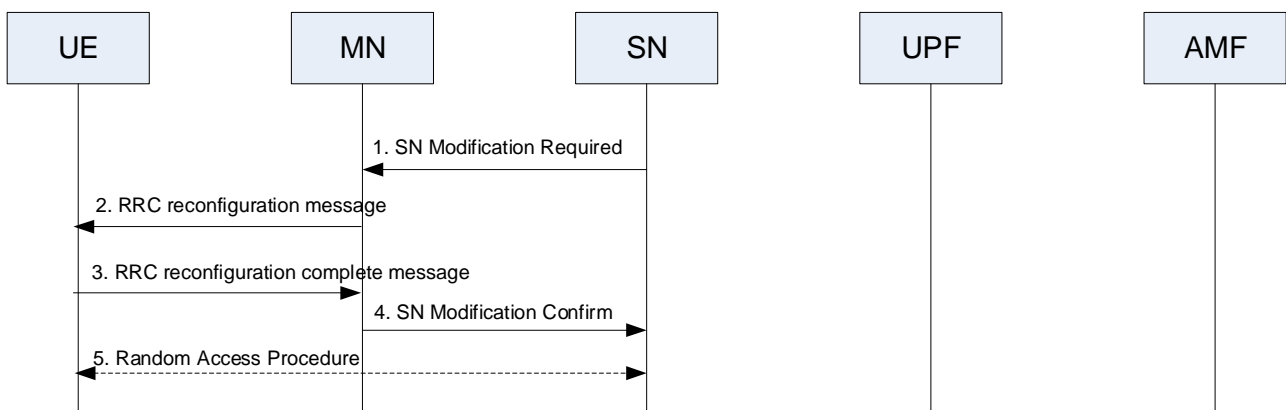 UE
MN
SN
UPF
AMF
1. SN Modification Required
2. RRC reconfiguration message
3. RRC reconfiguration complete message
4. SN Modification Confirm
5. Random Access Procedure